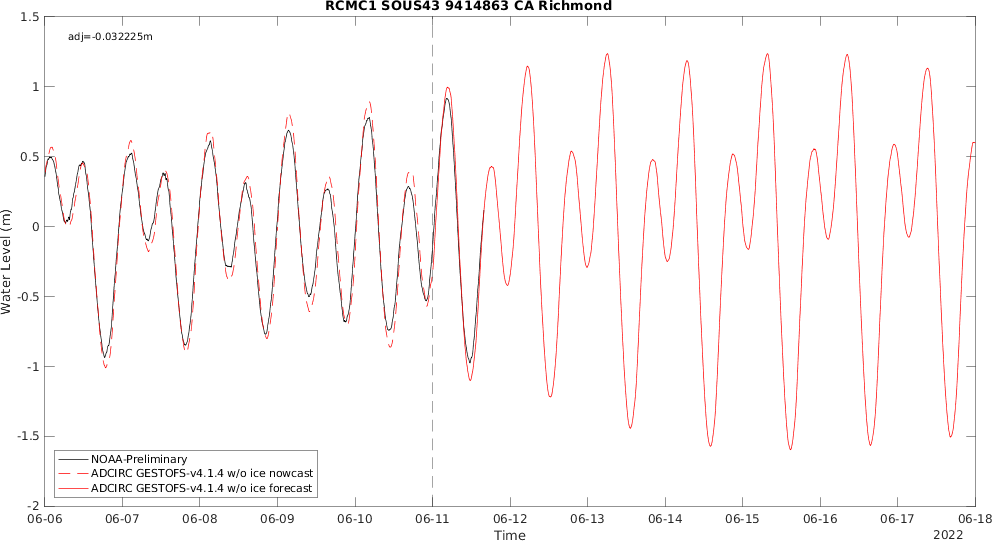 RCMC1 SOUS43 9414863 CA Richmond
adj=-0.032225m
1.5
1
0.5
0
-0.5
-1
-1.5
-2
Water Level (m)
NOAA-Preliminary
ADCIRC GESTOFS-v4.1.4 w/o ice nowcast
ADCIRC GESTOFS-v4.1.4 w/o ice forecast
06-06 06-07 06-08 06-09 06-10 06-11 06-12 06-13 06-14 06-15 06-16 06-17 06-18
Time
2022